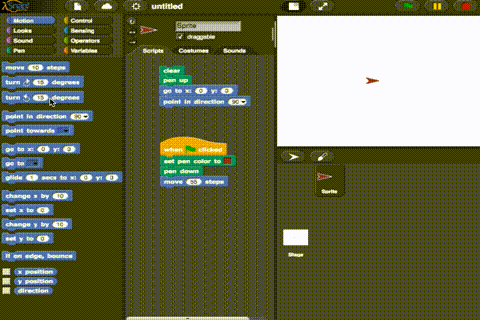 Snap!
untitled
Motion
Control
Looks
Sensing
Sound
Operators
Pen
Variables
Sprite
draggable
Scripts
Costumes
Sounds
move 10 steps
turn 15 degrees
turn 15 degrees
point in direction 90
point towards
go to x: 0 y: 0
go to
glide 1 secs to x: 0 y: 0
change x by 10
set x to 0
change y by 10
set y to 0
if on edge, bounce
x position
y position
direction
clear
pen up
go to x: 0 y: 0
point in direction 90
when clicked
set pen color to
pen down
move steps
Sprite
Stage